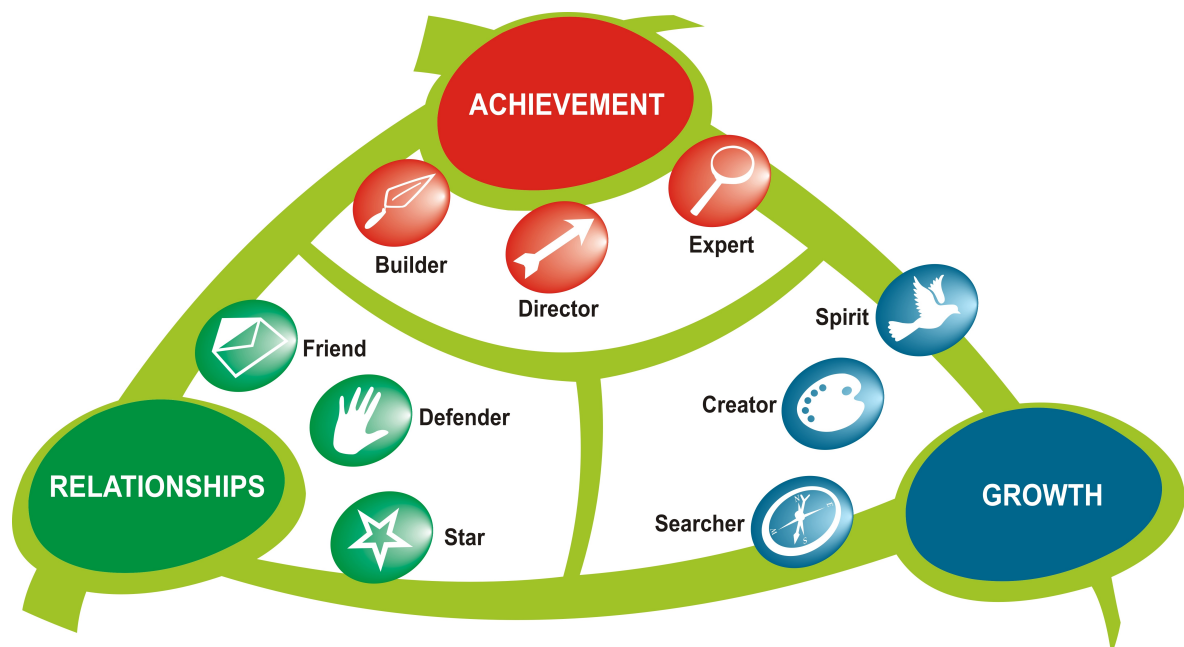 ACHIEVEMENT
Builder
Director
Expert
Spirit
Friend
Creator
Defender
RELATIONSHIPS
GROWTH
Searcher
Star
N
E
S
W